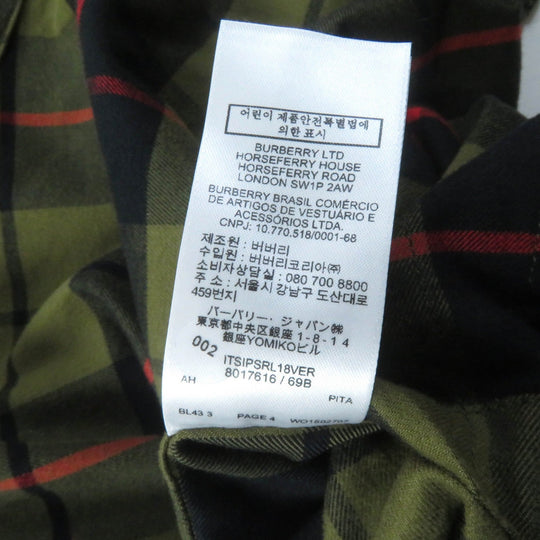 어린이 제품안전특별법에
의한 표시
BURBERRY LTD
HORSEFERRY HOUSE
HORSEFERRY ROAD
LONDON SW1P 2AW
BURBERRY BRASIL COMÉRCIO
DE ARTIGOS DE VESTUÁRIO E
ACESSÓRIOS LTDA.
CNPJ: 10.770.518/0001-68
제조원 : 버버리
수입원 : 버버리코리아㈜
소비자상담실 : 080 700 8800
주 소 : 서울시 강남구 도산대로
459번지
バーバリー・ジャパン㈱
東京都中央区銀座1-8-14
銀座YOMIKOビル
002
ITSIPSRL18VER
8017616 / 69B
AH
PITA
BL43 3
PAGE 4